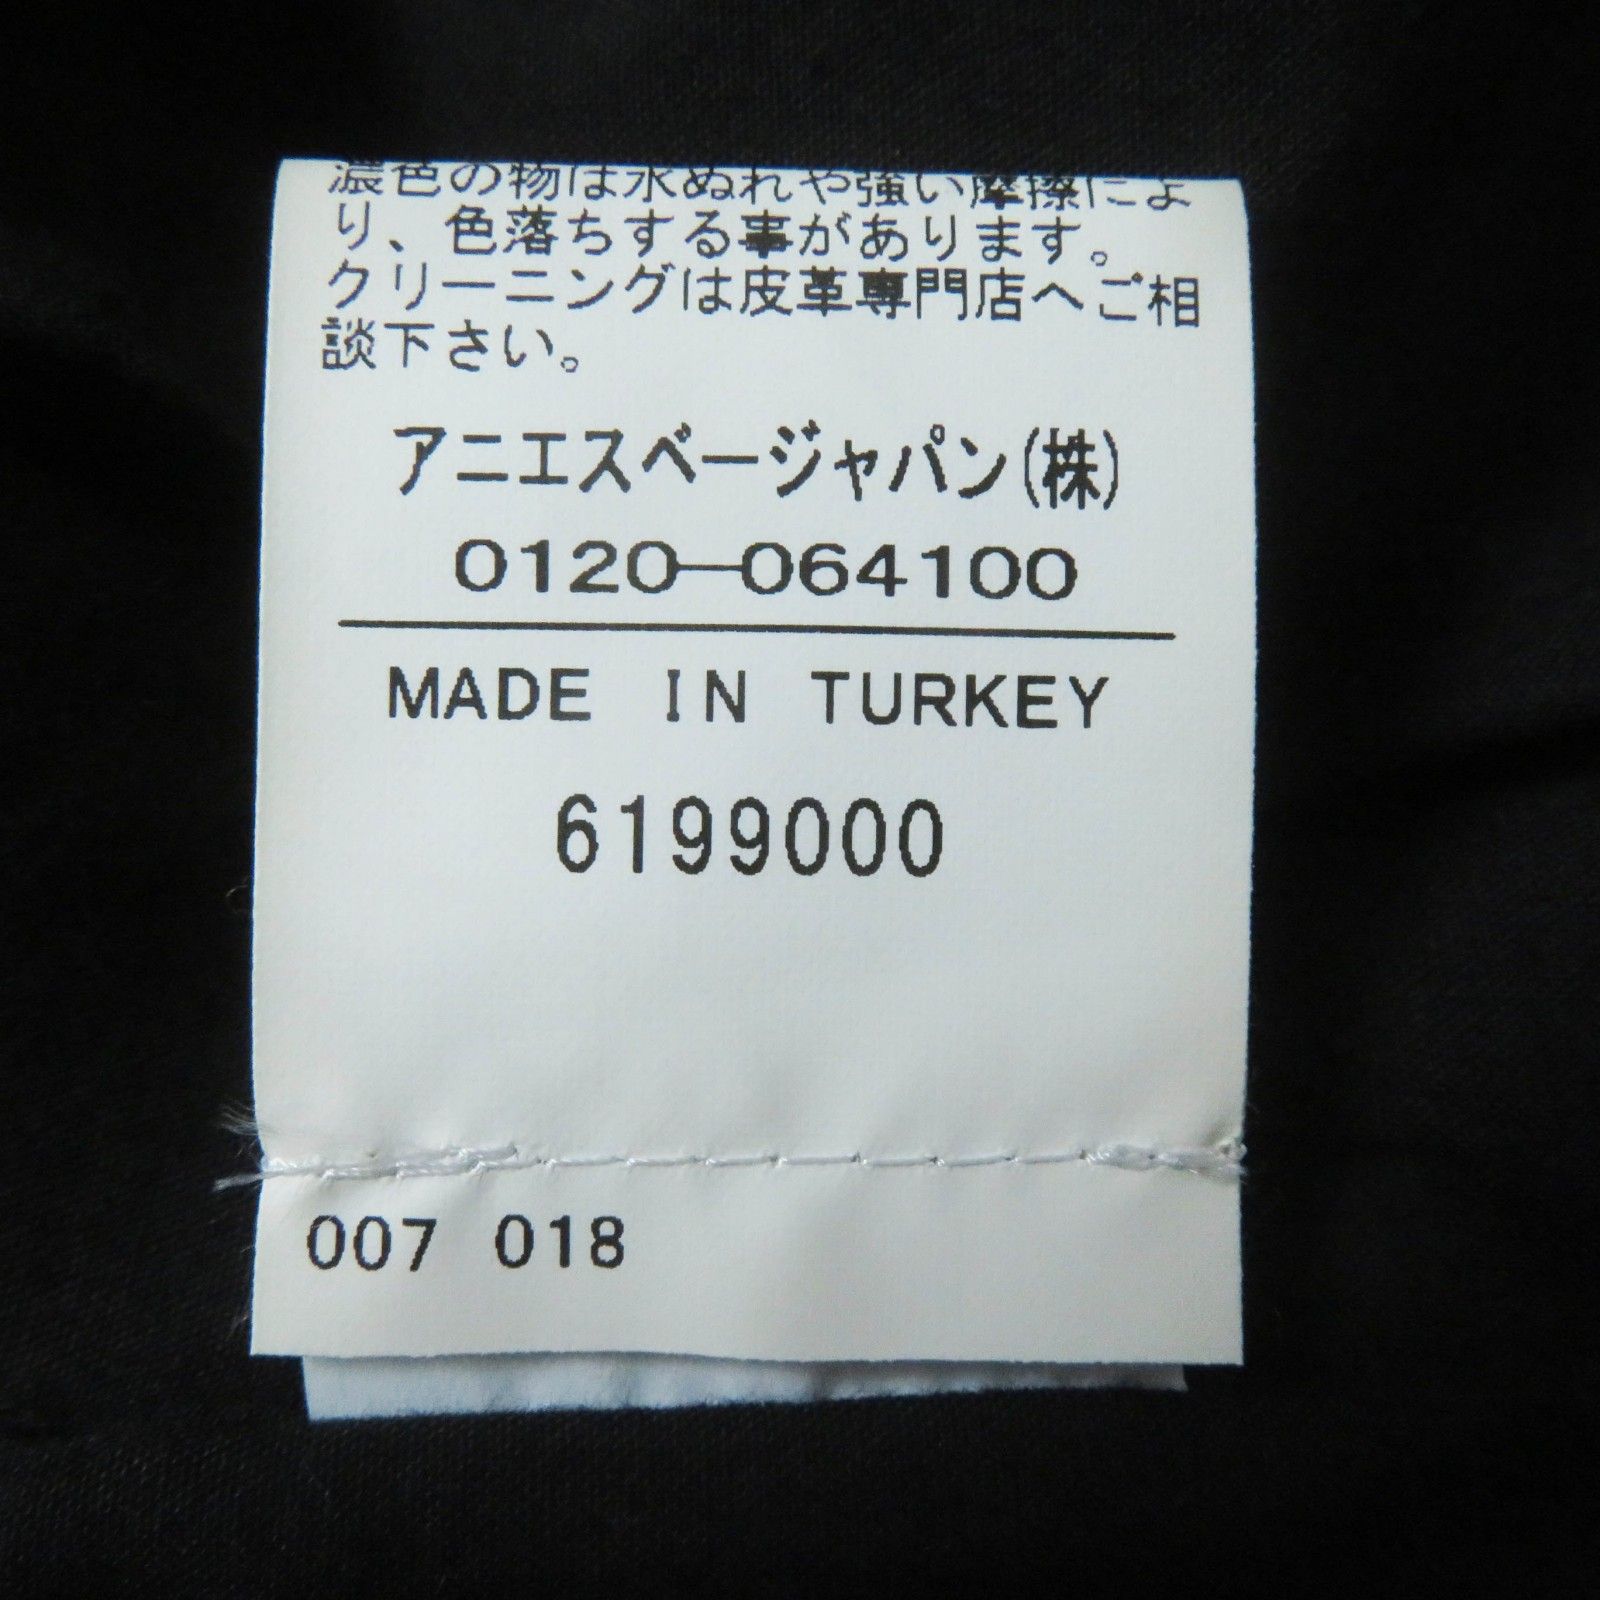 濃色の物は水ぬれや強い摩擦によ
り、色落ちする事があります。
クリーニングは皮革専門店へご相
談下さい。
アニエスベージャパン(株)
0120-064100
MADE IN TURKEY
6199000
007 018